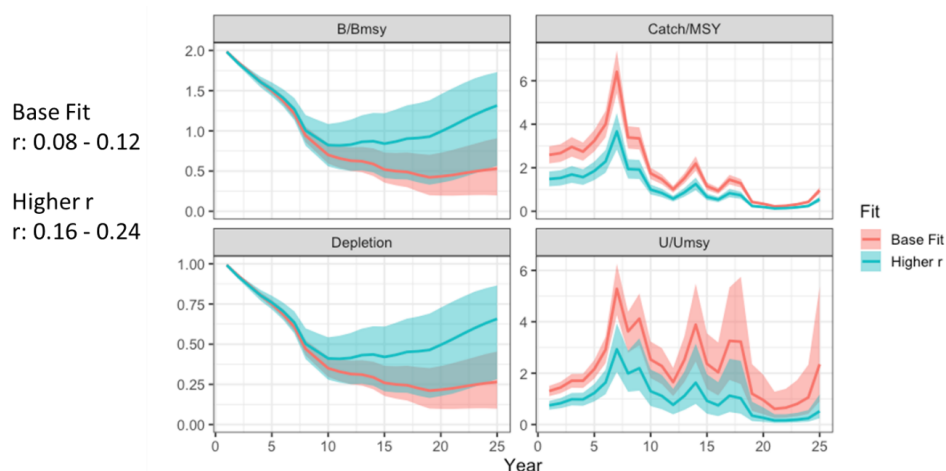 Base Fit
r: 0.08 - 0.12
Higher r
r: 0.16 - 0.24
B/Bmsy
2.0
1.5
1.0
0.5
0.0
Catch/MSY
6
4
2
0
Depletion
1.00
0.75
0.50
0.25
0.00
0 5 10 15 20 25
U/Umsy
6
4
2
0
0 5 10 15 20 25
Year
Fit
Base Fit
Higher r